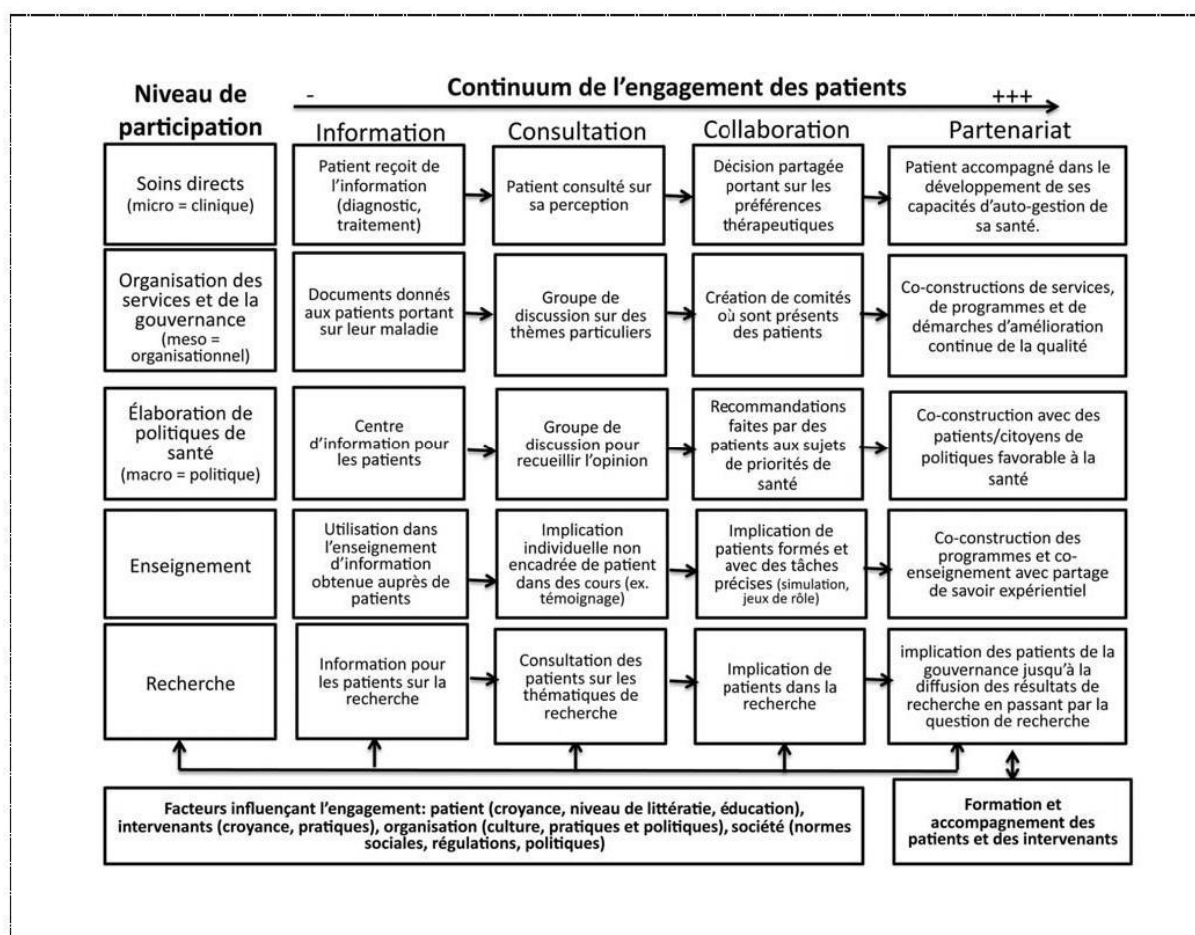 Continuum de l'engagement des patients
- +++
Niveau de
participation
Information
Consultation
Collaboration
Partenariat
Soins directs
(micro = clinique)
Patient reçoit de
l'information
(diagnostic,
traitement)
Patient consulté sur
sa perception
Décision partagée
portant sur les
préférences
thérapeutiques
Patient accompagné dans le
développement de ses
capacités d'auto-gestion de
sa santé.
Organisation des
services et de la
gouvernance
(meso =
organisationnel)
Documents donnés
aux patients portant
sur leur maladie
Groupe de
discussion sur des
thèmes particuliers
Création de comités
où sont présents
des patients
Co-constructions de services,
de programmes et de
démarches d'amélioration
continue de la qualité
Élaboration de
politiques de
santé
(macro = politique)
Centre
d'information pour
les patients
Groupe de
discussion pour
recueillir l'opinion
Recommandations
faites par des
patients aux sujets
de priorités de
santé
Co-construction avec des
patients/citoyens de
politiques favorable à la
santé
Enseignement
Utilisation dans
l'enseignement
d'information
obtenue auprès de
patients
Implication
individuelle non
encadrée de patient
dans des cours (ex.
témoignage)
Implication de
patients formés et
avec des tâches
précises (simulation,
jeux de rôle)
Co-construction des
programmes et co-
enseignement avec partage
de savoir expérientiel
Recherche
Information pour
les patients sur la
recherche
Consultation des
patients sur les
thématiques de
recherche
Implication de
patients dans la
recherche
implication des patients de la
gouvernance jusqu'à la
diffusion des résultats de
recherche en passant par la
question de recherche
Facteurs influençant l'engagement: patient (croyance, niveau de littératie, éducation),
intervenants (croyance, pratiques), organisation (culture, pratiques et politiques), société (normes
sociales, régulations, politiques)
Formation et
accompagnement des
patients et des intervenants